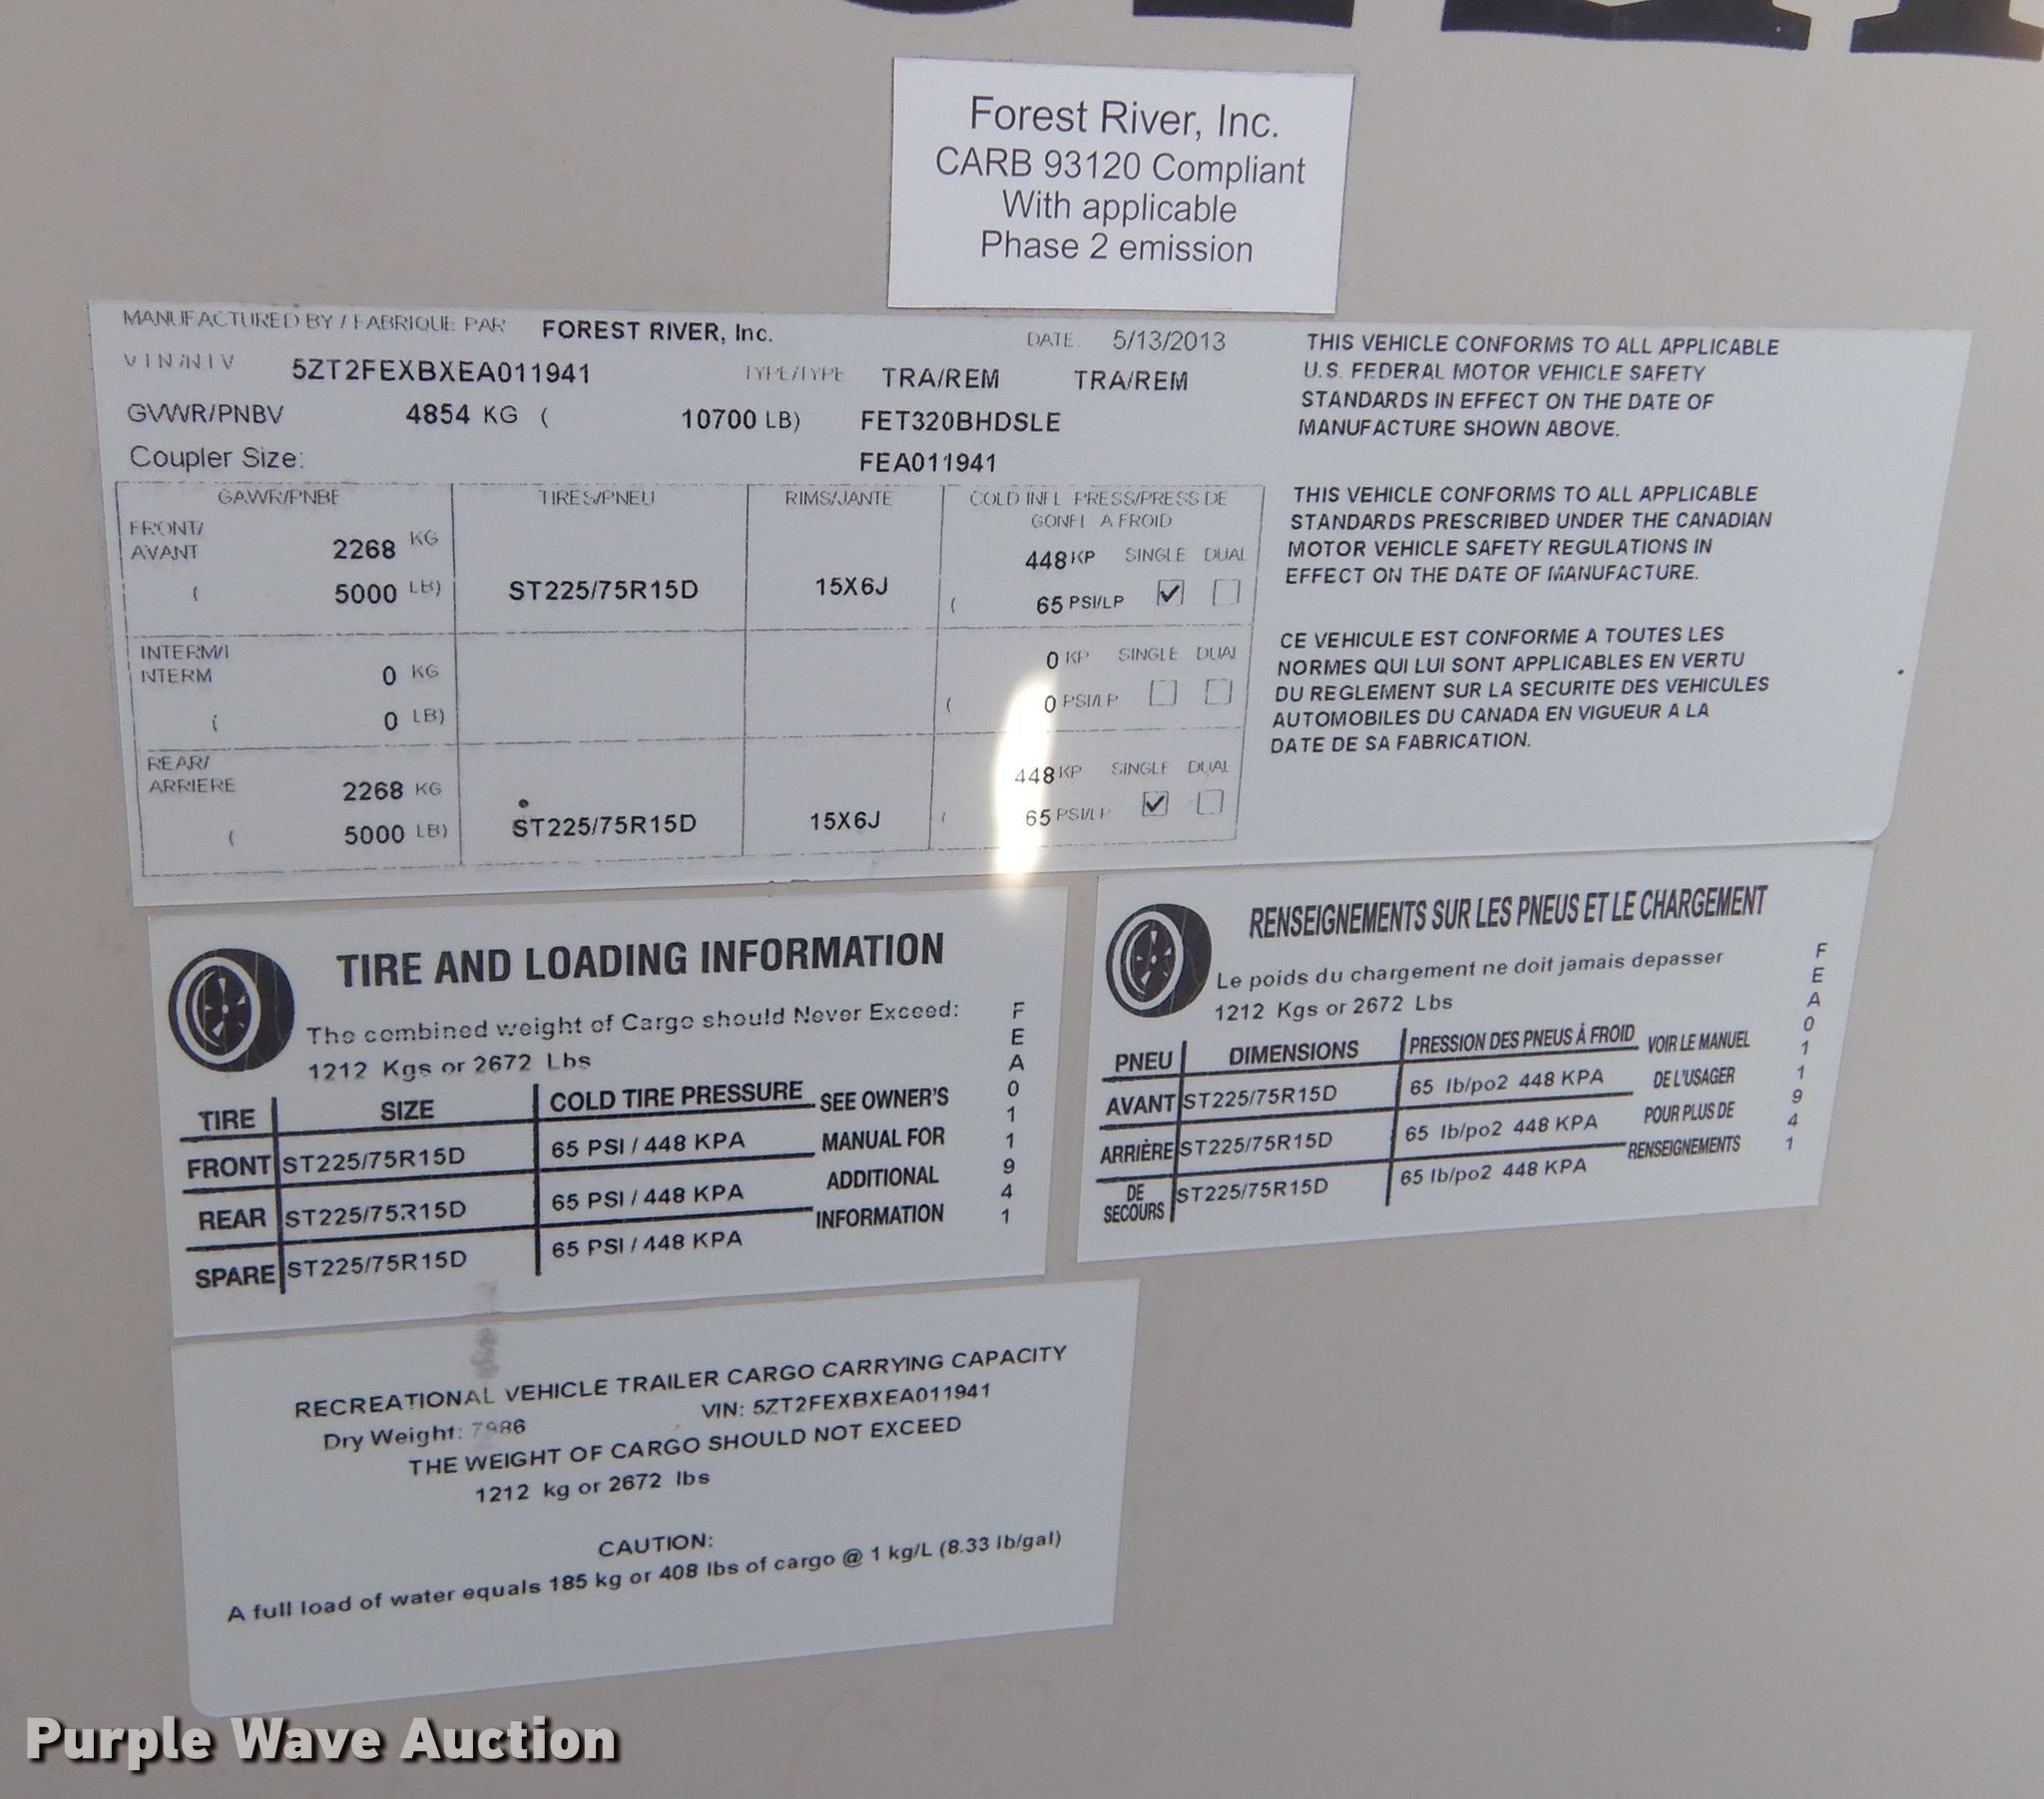 Forest River, Inc.
CARB 93120 Compliant
With applicable
Phase 2 emission
MANUFACTURED BY / FABRIQUE PAR FOREST RIVER, Inc. DATE. 5/13/2013
VIN/NIV 5ZT2FEXBXEA011941 TYPE/TYPE TRA/REM TRA/REM
GVWR/PNBV 4854 KG ( 10700 LB) FET320BHDSLE
Coupler Size: FEA011941
GAWR/PNBE TIRES/PNEU RIMS/JANTE COLD INFL PRESS/PRESS DE
GONFL A FROID
FRONT/
AVANT 2268 KG 448 KP SINGLE DUAL
( 5000 LB) ST225/75R15D 15X6J ( 65 PSI/LP
INTERM/I
NTERM 0 KG 0 KP SINGLE DUAL
( 0 LB) ( 0 PSI/LP
REAR/
ARRIERE 2268 KG 448 KP SINGLE DUAL
( 5000 LB) ST225/75R15D 15X6J ( 65 PSI/LP
THIS VEHICLE CONFORMS TO ALL APPLICABLE
U.S. FEDERAL MOTOR VEHICLE SAFETY
STANDARDS IN EFFECT ON THE DATE OF
MANUFACTURE SHOWN ABOVE.
THIS VEHICLE CONFORMS TO ALL APPLICABLE
STANDARDS PRESCRIBED UNDER THE CANADIAN
MOTOR VEHICLE SAFETY REGULATIONS IN
EFFECT ON THE DATE OF MANUFACTURE.
CE VEHICULE EST CONFORME A TOUTES LES
NORMES QUI LUI SONT APPLICABLES EN VERTU
DU REGLEMENT SUR LA SECURITE DES VEHICULES
AUTOMOBILES DU CANADA EN VIGUEUR A LA
DATE DE SA FABRICATION.
TIRE AND LOADING INFORMATION
The combined weight of Cargo should Never Exceed:
1212 Kgs or 2672 Lbs
TIRE SIZE COLD TIRE PRESSURE SEE OWNER'S
FRONT ST225/75R15D 65 PSI / 448 KPA MANUAL FOR
REAR ST225/75R15D 65 PSI / 448 KPA ADDITIONAL
SPARE ST225/75R15D 65 PSI / 448 KPA INFORMATION
FEA011941
RENSEIGNEMENTS SUR LES PNEUS ET LE CHARGEMENT
Le poids du chargement ne doit jamais depasser
1212 Kgs or 2672 Lbs
PNEU DIMENSIONS PRESSION DES PNEUS À FROID VOIR LE MANUEL
AVANT ST225/75R15D 65 lb/po2 448 KPA DE L'USAGER
ARRIÈRE ST225/75R15D 65 lb/po2 448 KPA POUR PLUS DE
DE SECOURS ST225/75R15D 65 lb/po2 448 KPA RENSEIGNEMENTS
FEA011941
RECREATIONAL VEHICLE TRAILER CARGO CARRYING CAPACITY
Dry Weight: 7986 VIN: 5ZT2FEXBXEA011941
THE WEIGHT OF CARGO SHOULD NOT EXCEED
1212 kg or 2672 lbs
CAUTION:
A full load of water equals 185 kg or 408 lbs of cargo @ 1 kg/L (8.33 lb/gal)
Purple Wave Auction